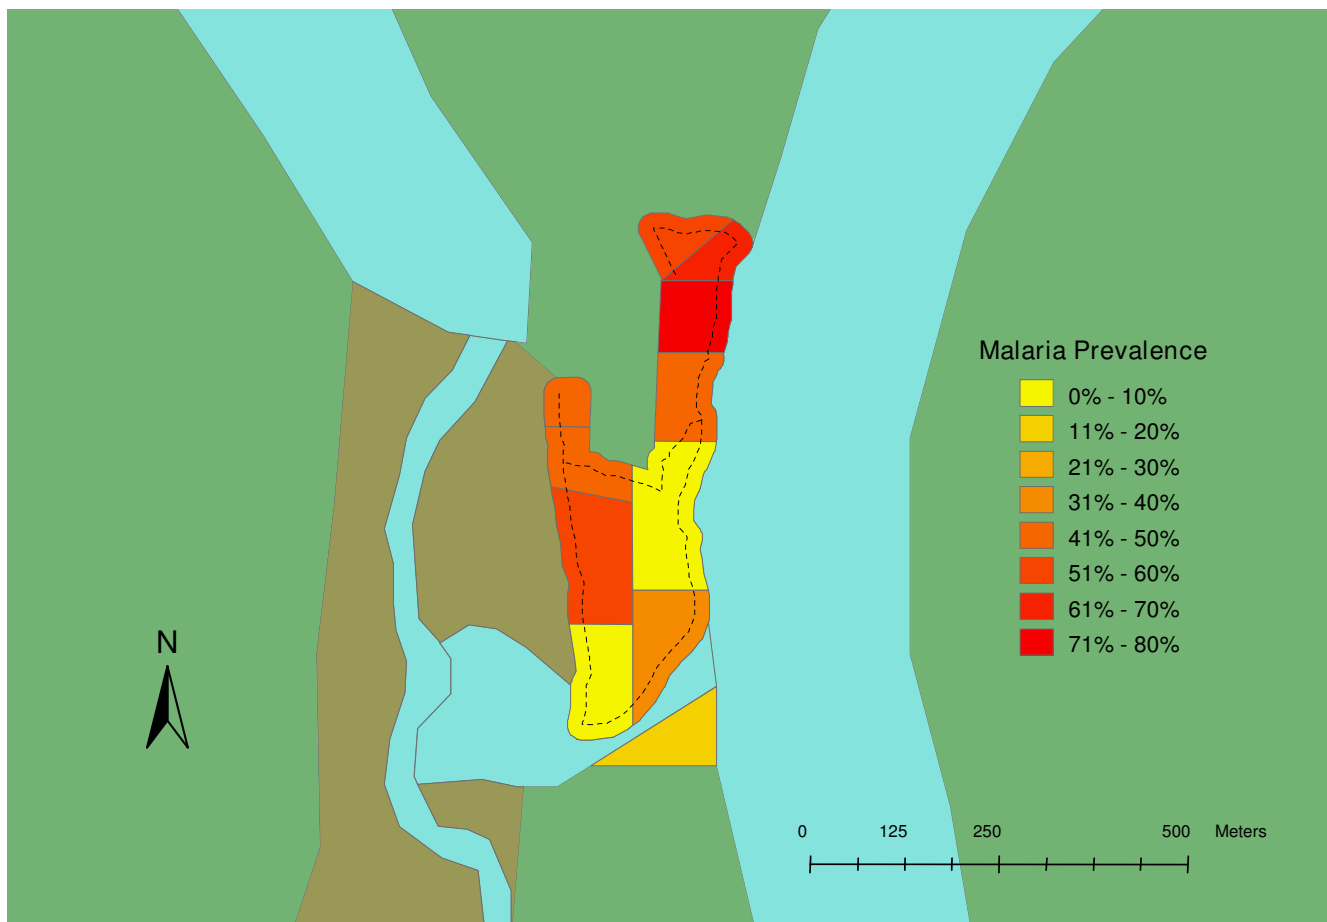 Malaria Prevalence
0% - 10%
11% - 20%
21% - 30%
31% - 40%
41% - 50%
51% - 60%
61% - 70%
71% - 80%
N
0 125 250 500 Meters